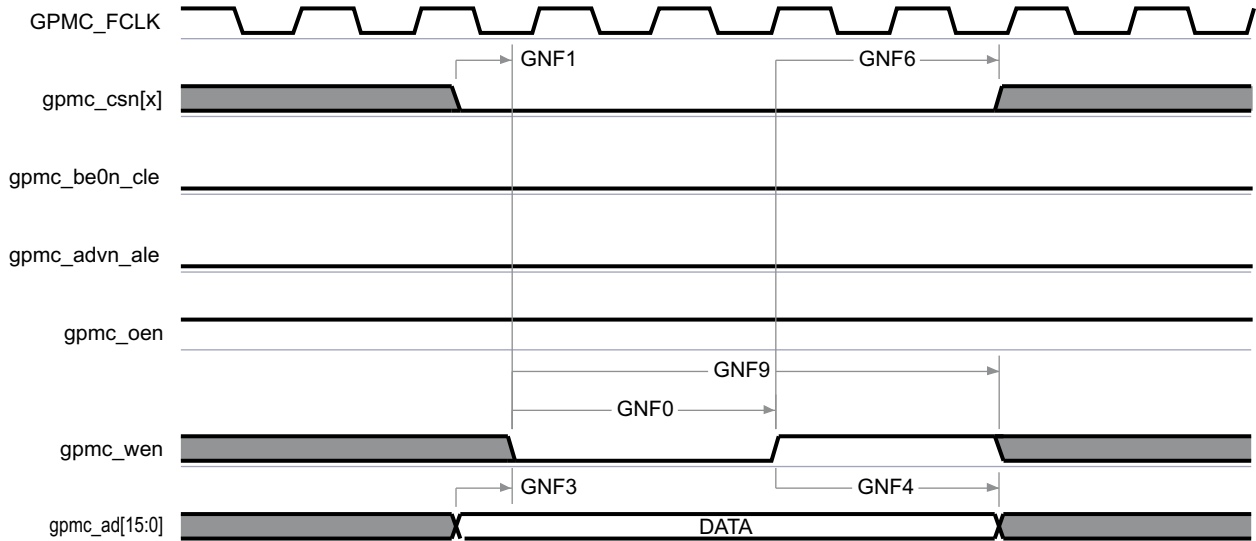 GPMC_FCLK
GNF1
GNF6
gpmc_csn[x]
gpmc_be0n_cle
gpmc_advn_ale
gpmc_oen
GNF9
GNF0
gpmc_wen
GNF3
GNF4
gpmc_ad[15:0]
DATA